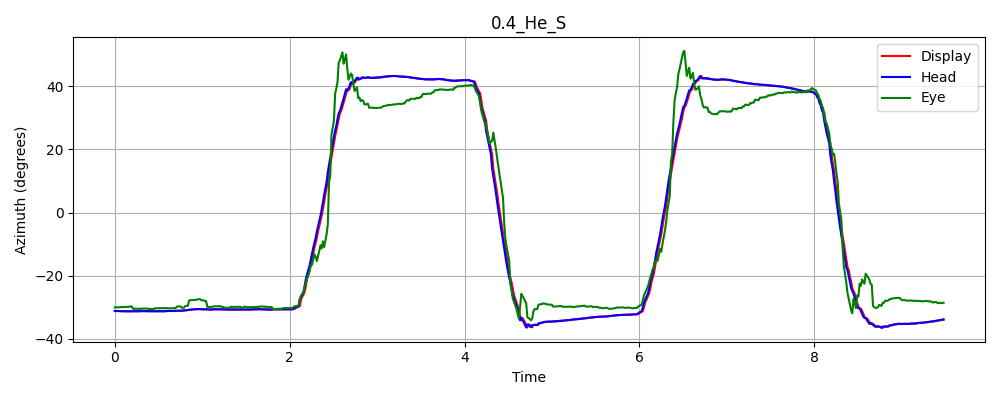 0.4_He_S
Display
Head
Eye
Azimuth (degrees)
40
20
0
−20
−40
0 2 4 6 8
Time